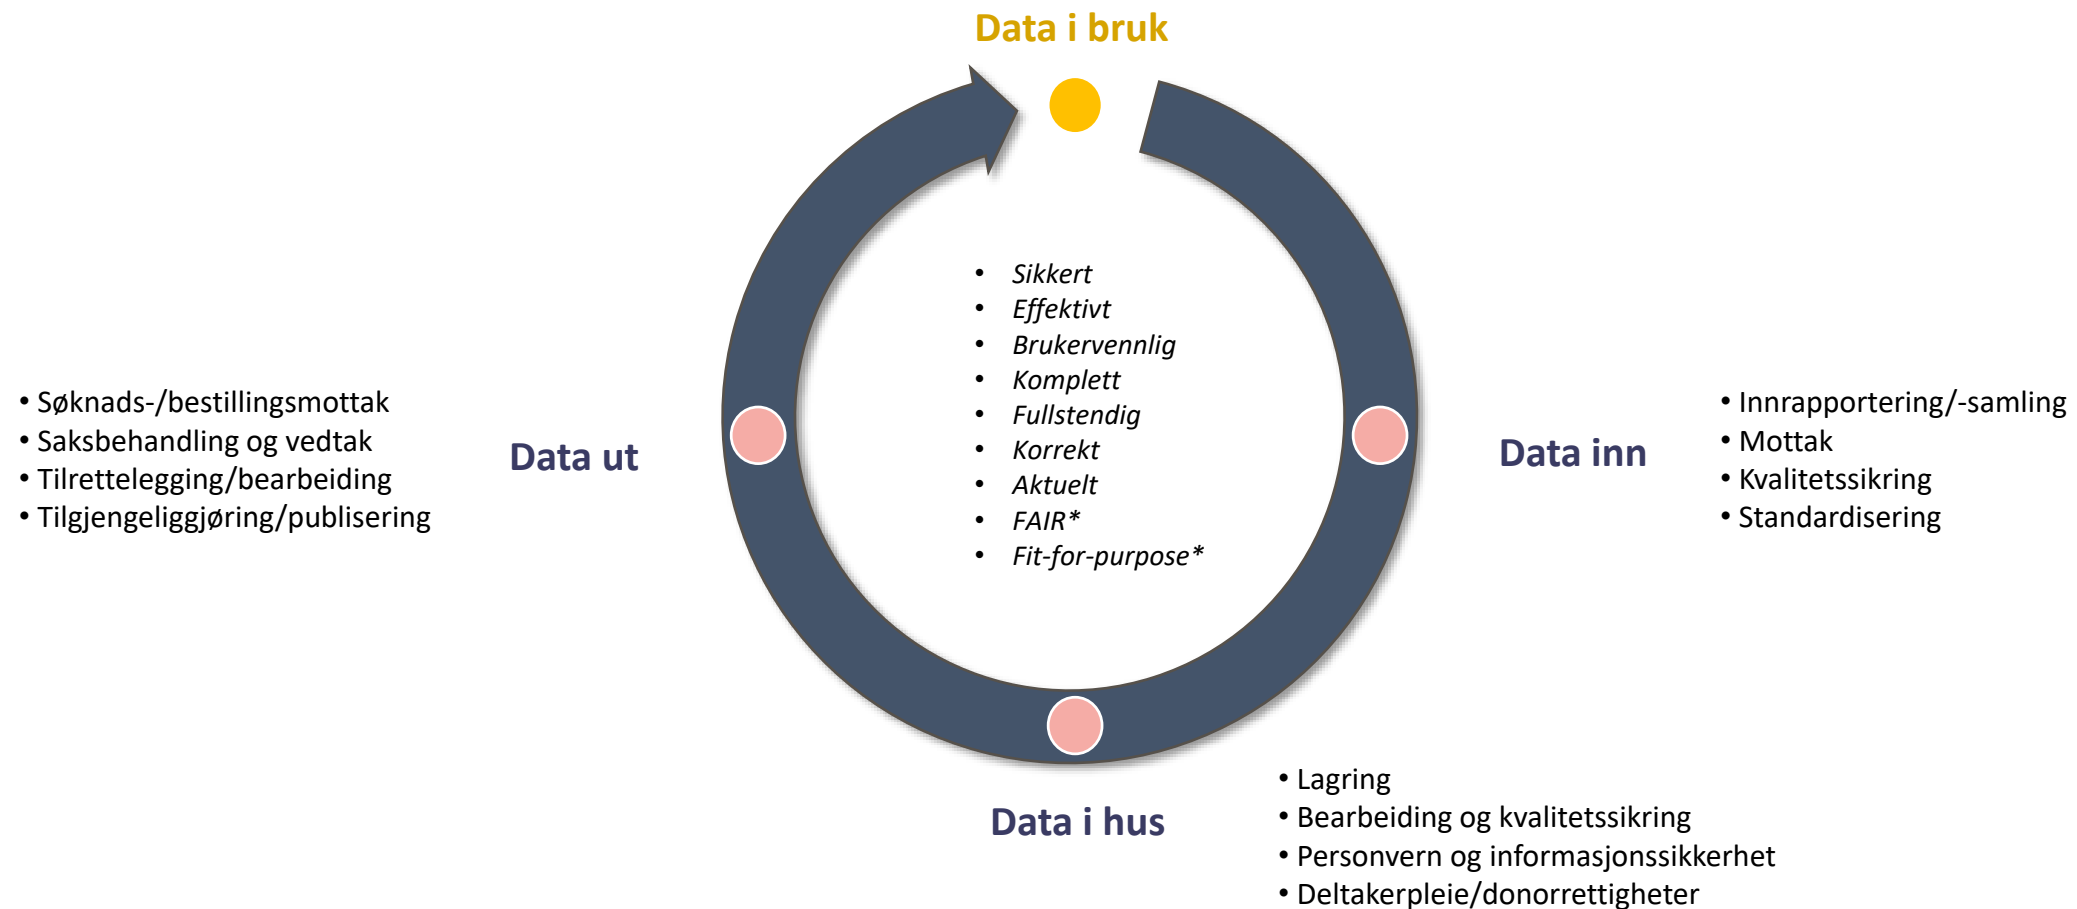 Data i bruk
• Sikkert
• Effektivt
• Brukervennlig
• Komplett
• Fullstendig
• Korrekt
• Aktuelt
• FAIR*
• Fit-for-purpose*
Data inn
• Innrapportering/-samling
• Mottak
• Kvalitetssikring
• Standardisering
Data i hus
• Lagring
• Bearbeiding og kvalitetssikring
• Personvern og informasjonssikkerhet
• Deltakerpleie/donorrettigheter
Data ut
• Søknads-/bestillingsmottak
• Saksbehandling og vedtak
• Tilrettelegging/bearbeiding
• Tilgjengeliggjøring/publisering